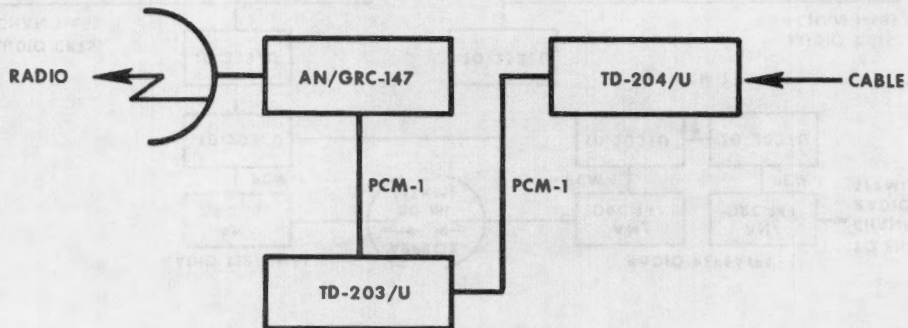 RADIO
AN/GRC-147
TD-204/U
CABLE
PCM-1
PCM-1
TD-203/U